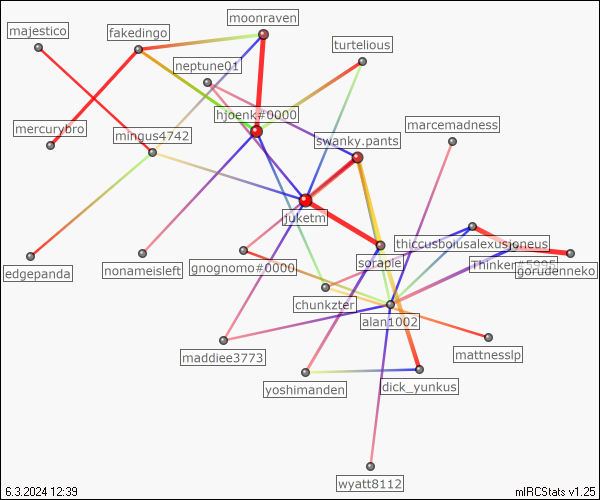 moonraven
majestico
fakedingo
turtelious
neptune01
hjoenk#0000
marcemadness
mercurybro
mingus4742
swanky.pants
juketm
thiccusboiusalexusjoneus
edgepanda
nonameisleft
gnognomo#0000
sorapie
Thinker#5995
gorudenneko
chunkzter
alan1002
maddiee3773
mattnesslp
yoshimanden
dick_yunkus
wyatt8112
6.3.2024 12:39
mIRCStats v1.25